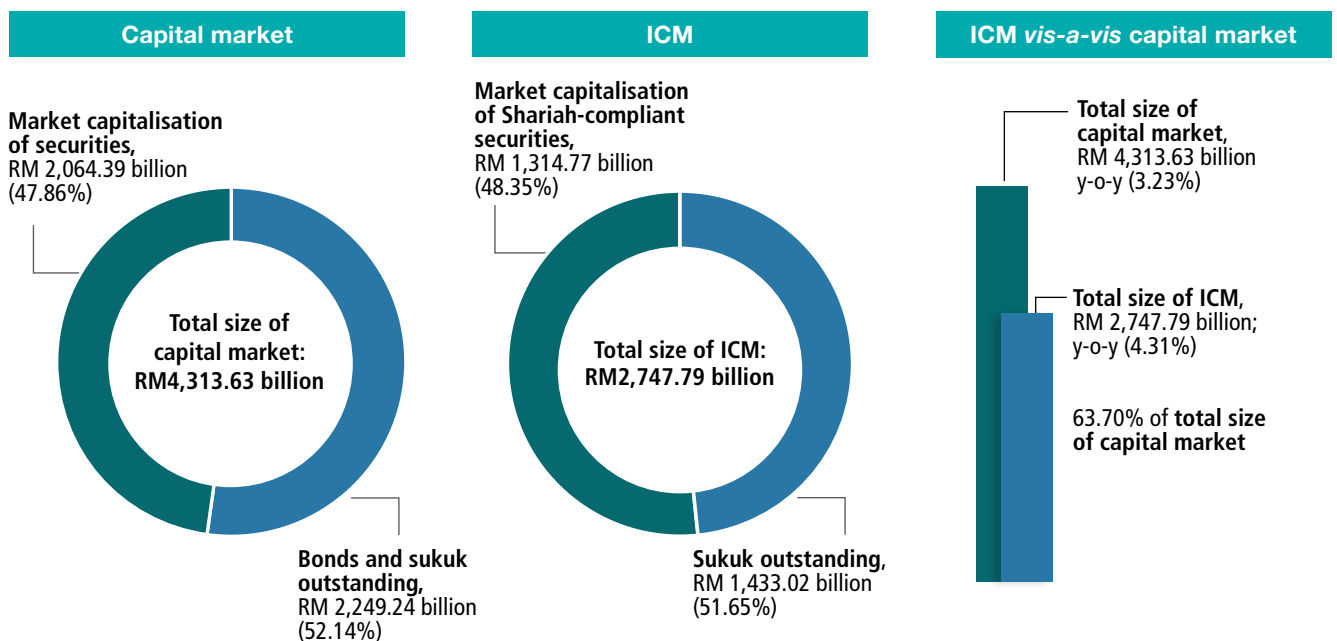 Capital market
Market capitalisation
of securities,
RM 2,064.39 billion
(47.86%)
Total size of
capital market:
RM4,313.63 billion
Bonds and sukuk
outstanding,
RM 2,249.24 billion
(52.14%)
ICM
Market capitalisation
of Shariah-compliant
securities,
RM 1,314.77 billion
(48.35%)
Total size of ICM:
RM2,747.79 billion
Sukuk outstanding,
RM 1,433.02 billion
(51.65%)
ICM vis-a-vis capital market
Total size of
capital market,
RM 4,313.63 billion
y-o-y (3.23%)
Total size of ICM,
RM 2,747.79 billion;
y-o-y (4.31%)
63.70% of total size
of capital market